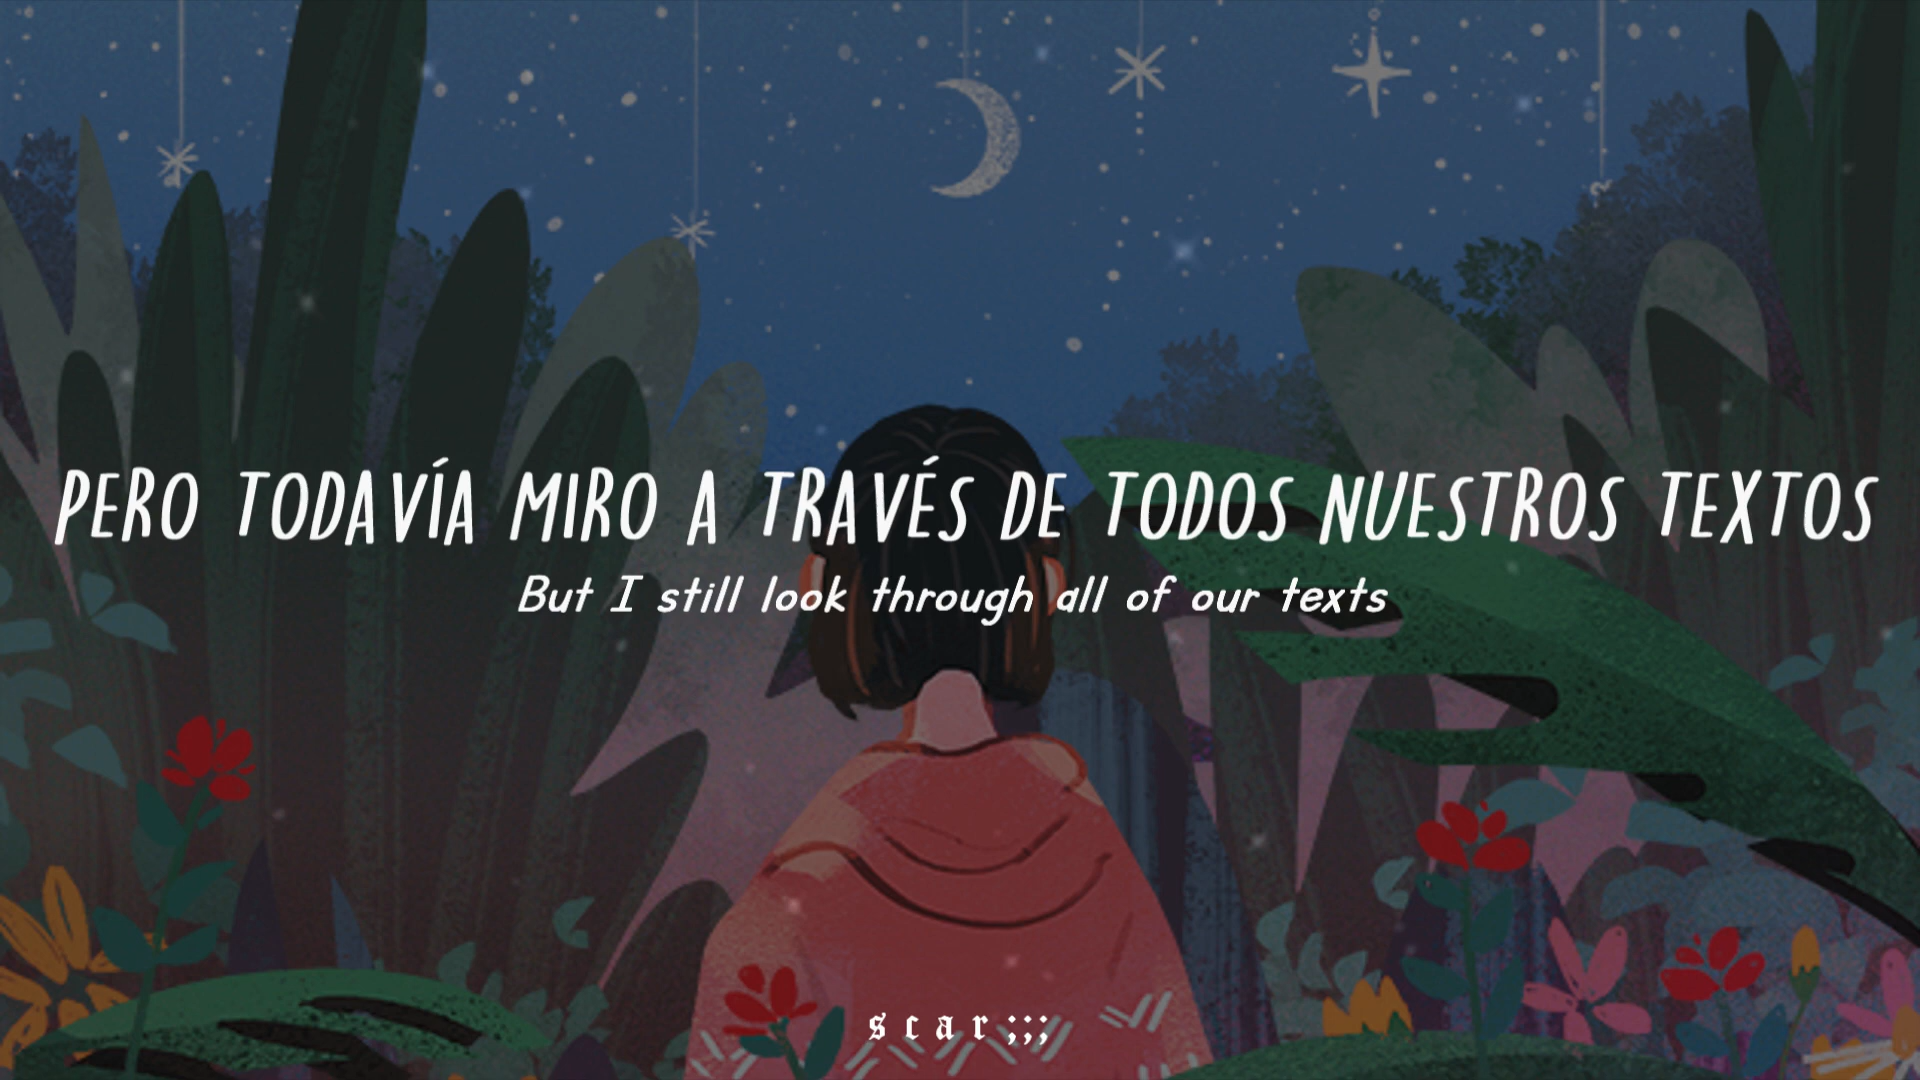 PERO TODAVÍA MIRO A TRAVÉS DE TODOS NUESTROS TEXTOS
But I still look through all of our texts
scar;;;